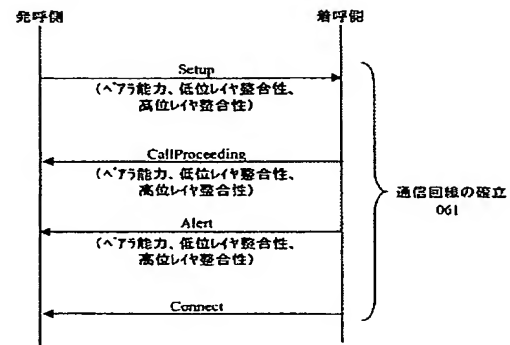 発呼側
着呼側
Setup
(ベアラ能力、低位レイヤ整合性、
高位レイヤ整合性)
CallProceeding
(ベアラ能力、低位レイヤ整合性、
高位レイヤ整合性)
Alert
(ベアラ能力、低位レイヤ整合性、
高位レイヤ整合性)
Connect
通信回線の確立
061